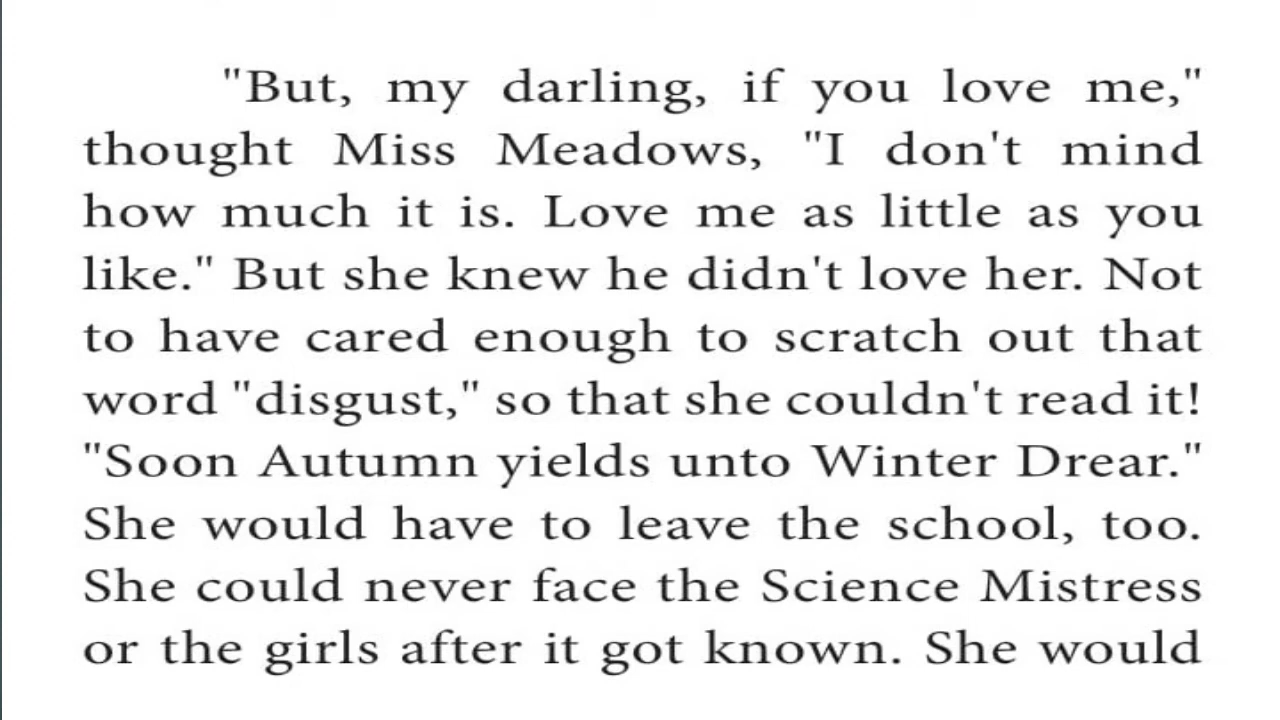 "But, my darling, if you love me,"
thought Miss Meadows, "I don't mind
how much it is. Love me as little as you
like." But she knew he didn't love her. Not
to have cared enough to scratch out that
word "disgust," so that she couldn't read it!
"Soon Autumn yields unto Winter Drear."
She would have to leave the school, too.
She could never face the Science Mistress
or the girls after it got known. She would